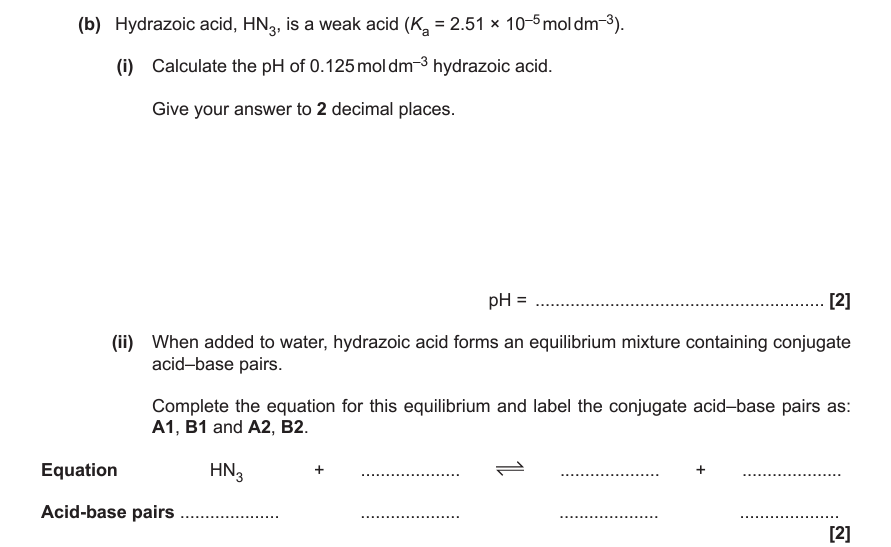 (b) Hydrazoic acid, HN₃, is a weak acid (Kₐ = 2.51 × 10⁻⁵ mol dm⁻³).
(i) Calculate the pH of 0.125 mol dm⁻³ hydrazoic acid.
Give your answer to 2 decimal places.
pH = .......................................................... [2]
(ii) When added to water, hydrazoic acid forms an equilibrium mixture containing conjugate
acid–base pairs.
Complete the equation for this equilibrium and label the conjugate acid–base pairs as:
A1, B1 and A2, B2.
Equation HN₃ + .................... ⇌ .................... + ....................
Acid-base pairs .................... .................... .................... ....................
[2]